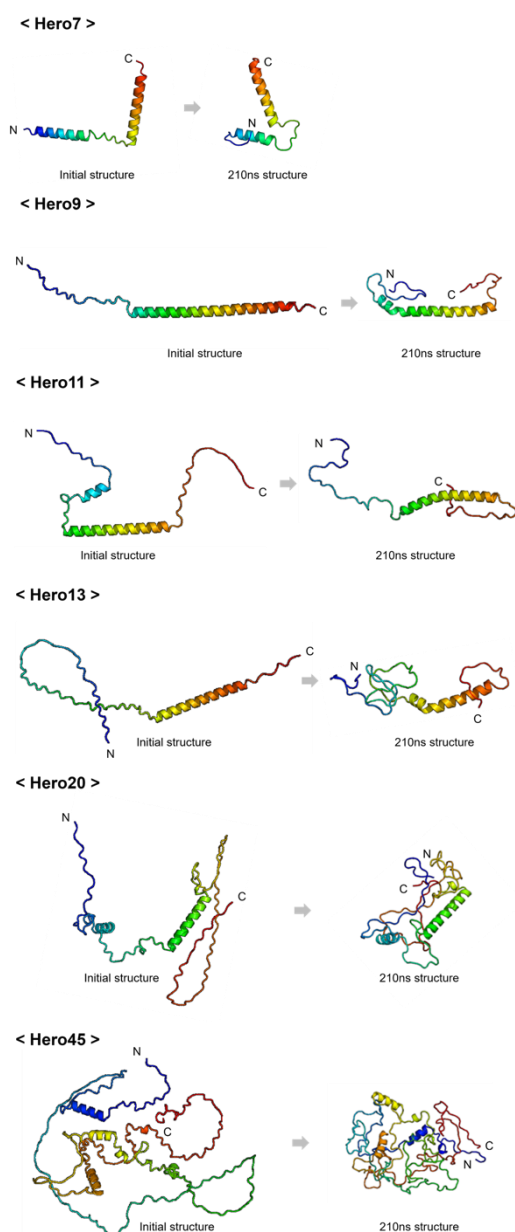 < Hero7 >
C
C
N
N
Initial structure
210ns structure
< Hero9 >
N
N
C
C
Initial structure
210ns structure
< Hero11 >
N
N
C
C
Initial structure
210ns structure
< Hero13 >
C
N
N
C
Initial structure
210ns structure
< Hero20 >
N
N
C
C
Initial structure
210ns structure
< Hero45 >
N
C
C
N
Initial structure
210ns structure